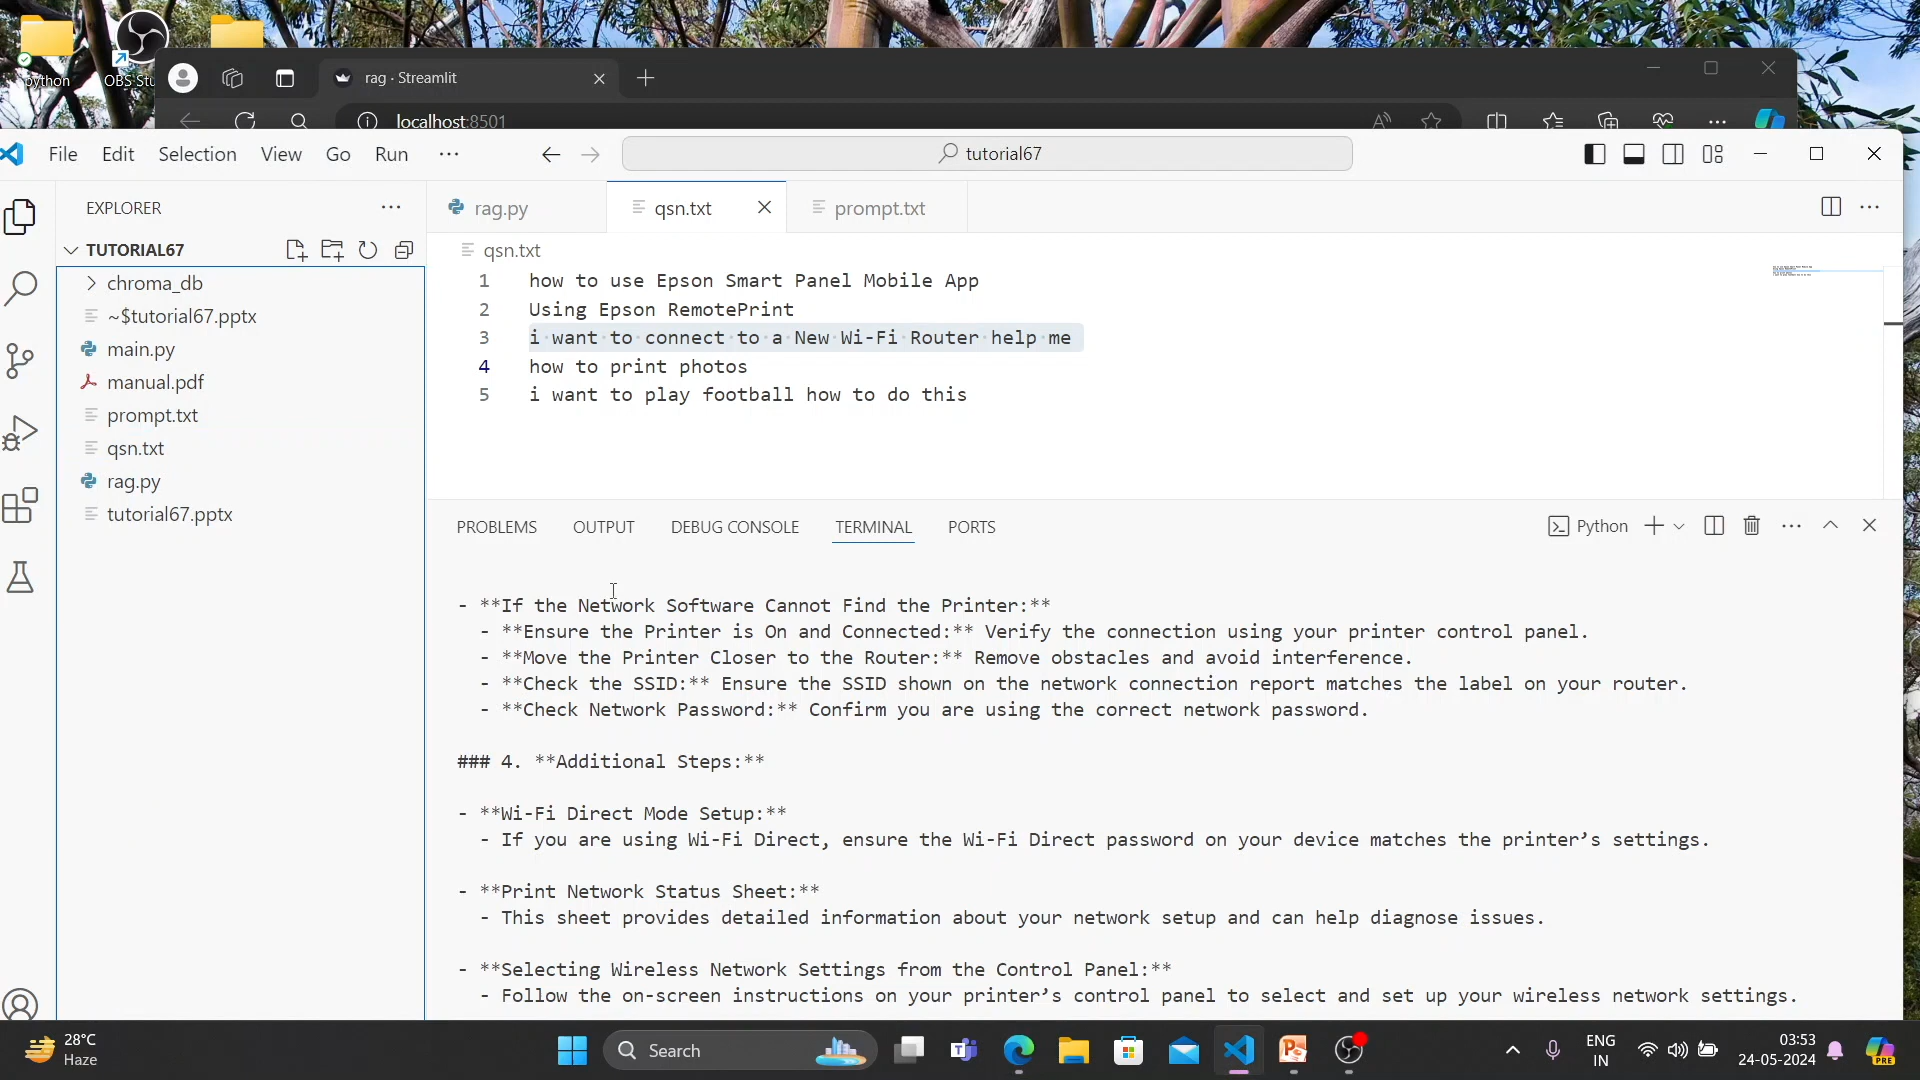 python
OBS Stu
rag · Streamlit
localhost:8501
File Edit Selection View Go Run ···
tutorial67
EXPLORER
rag.py
qsn.txt
prompt.txt
TUTORIAL67
qsn.txt
chroma_db
~$tutorial67.pptx
main.py
manual.pdf
prompt.txt
qsn.txt
rag.py
tutorial67.pptx
1 how to use Epson Smart Panel Mobile App
2 Using Epson RemotePrint
3 i want to connect to a New Wi-Fi Router help me
4 how to print photos
5 i want to play football how to do this
PROBLEMS OUTPUT DEBUG CONSOLE TERMINAL PORTS
Python
- **If the Network Software Cannot Find the Printer:**
- **Ensure the Printer is On and Connected:** Verify the connection using your printer control panel.
- **Move the Printer Closer to the Router:** Remove obstacles and avoid interference.
- **Check the SSID:** Ensure the SSID shown on the network connection report matches the label on your router.
- **Check Network Password:** Confirm you are using the correct network password.
### 4. **Additional Steps:**
- **Wi-Fi Direct Mode Setup:**
- If you are using Wi-Fi Direct, ensure the Wi-Fi Direct password on your device matches the printer’s settings.
- **Print Network Status Sheet:**
- This sheet provides detailed information about your network setup and can help diagnose issues.
- **Selecting Wireless Network Settings from the Control Panel:**
- Follow the on-screen instructions on your printer’s control panel to select and set up your wireless network settings.
28°C
Haze
Search
ENG
IN
03:53
24-05-2024
PRE